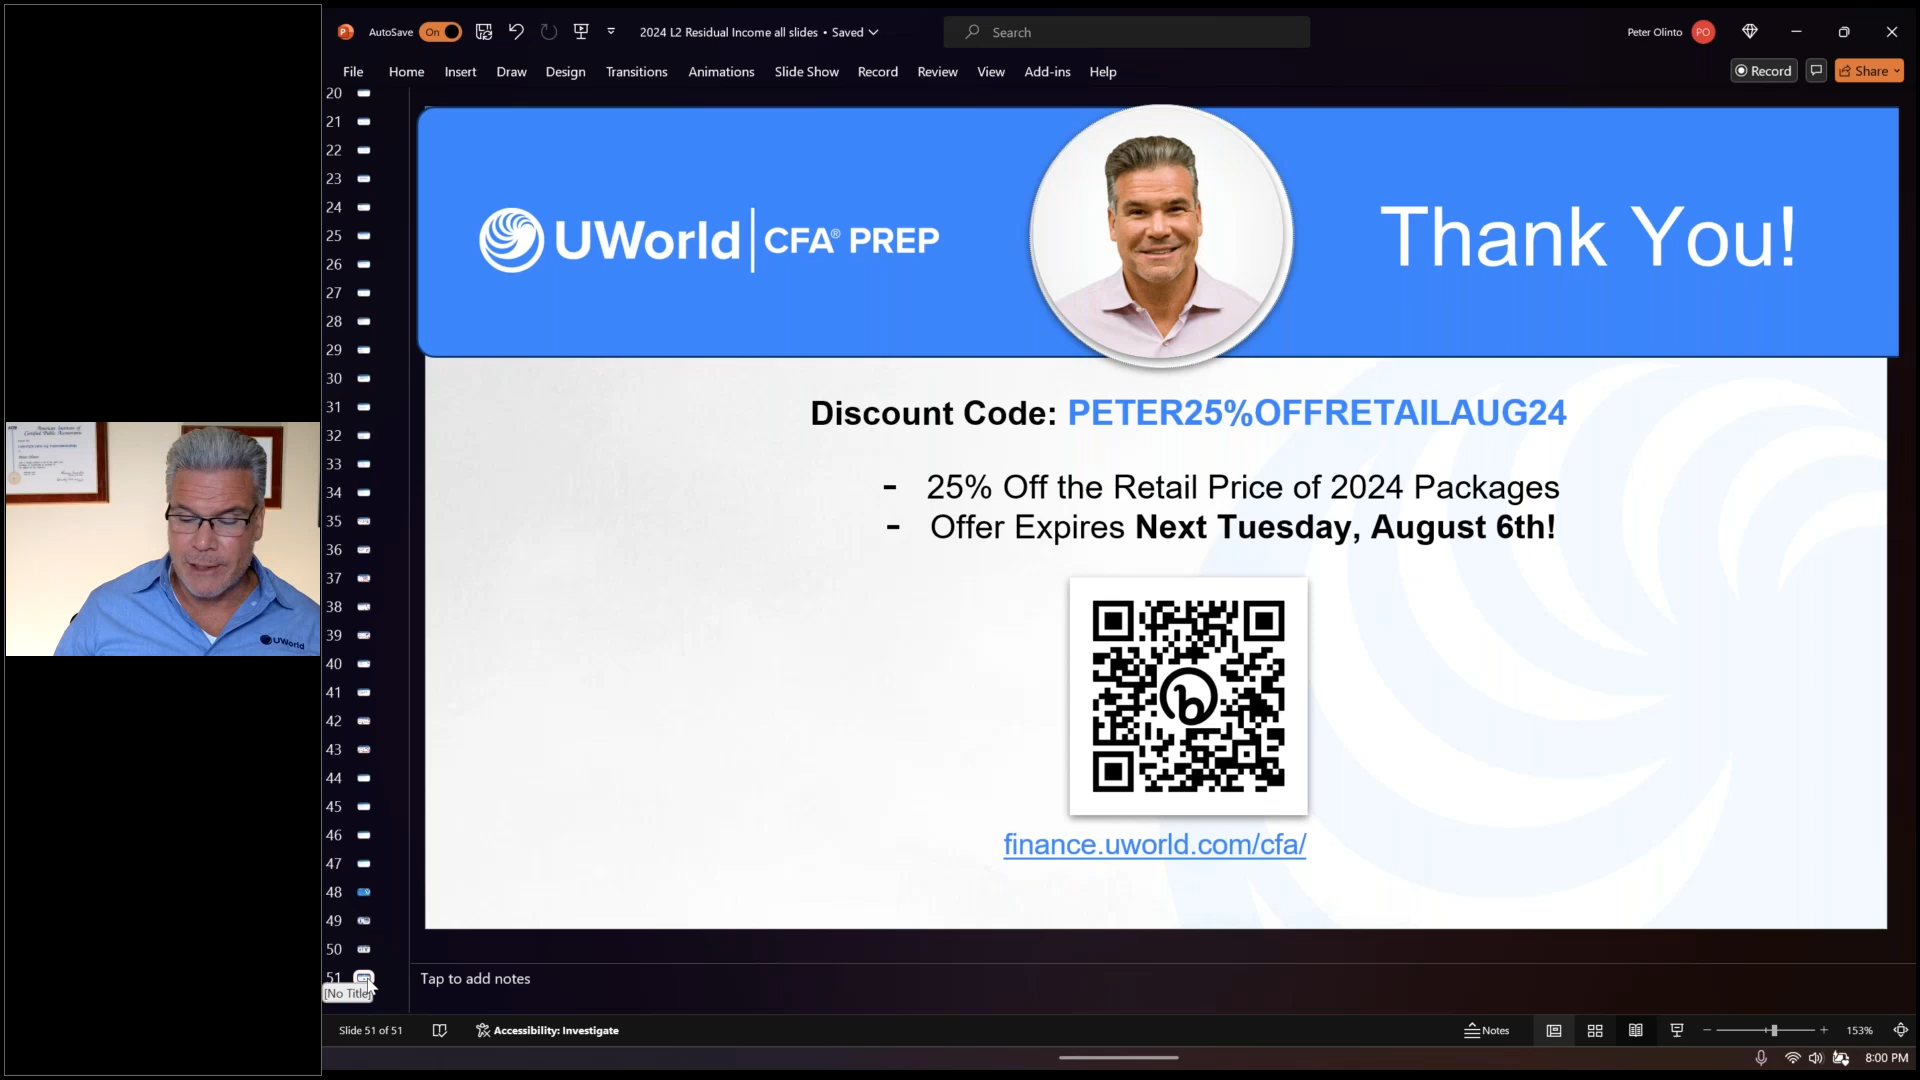 AutoSave On 2024 L2 Residual Income all slides • Saved Search Peter Olinto PO
File Home Insert Draw Design Transitions Animations Slide Show Record Review View Add-ins Help Record Share
20
21
22
23
24
25
26
27
28
29
30
31
32
33
34
35
36
37
38
39
40
41
42
43
44
45
46
47
48
49
50
51
[No Title]
UWorld CFA® PREP
Thank You!
Discount Code: PETER25%OFFRETAILAUG24
- 25% Off the Retail Price of 2024 Packages
- Offer Expires Next Tuesday, August 6th!
finance.uworld.com/cfa/
UWorld
Tap to add notes
Slide 51 of 51 Accessibility: Investigate Notes 153%
8:00 PM